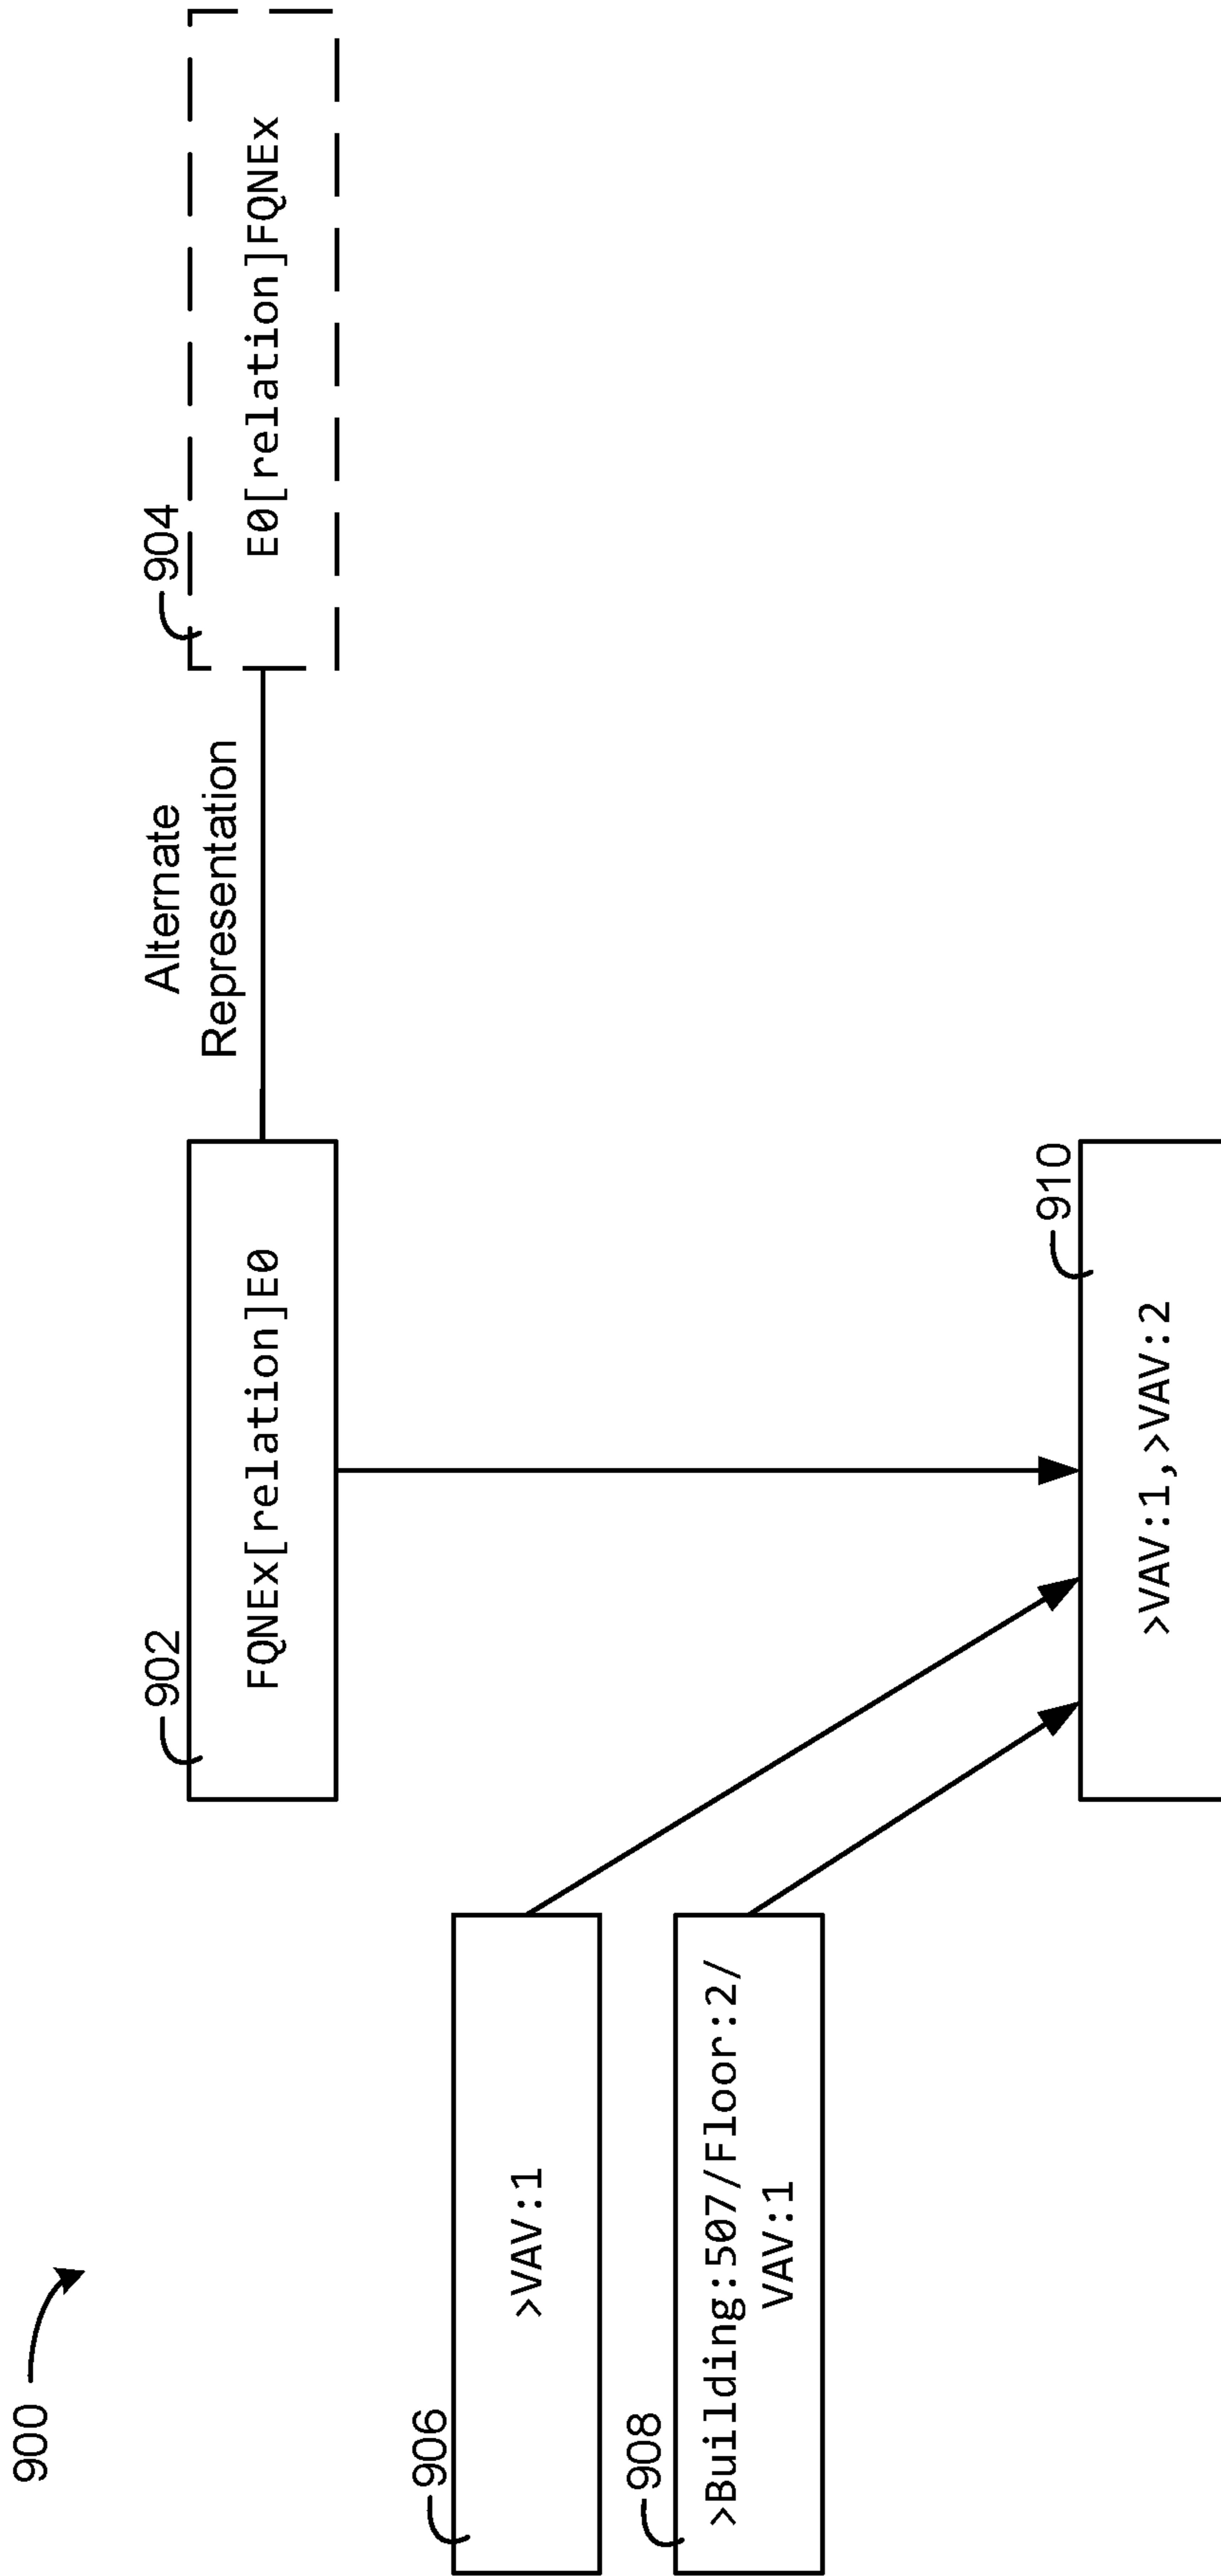 900
902
FQNEx[relation]E0
Alternate
Representation
904
E0[relation]FQNEx
906
>VAV:1
908
>Building:507/Floor:2/
VAV:1
910
>VAV:1,>VAV:2